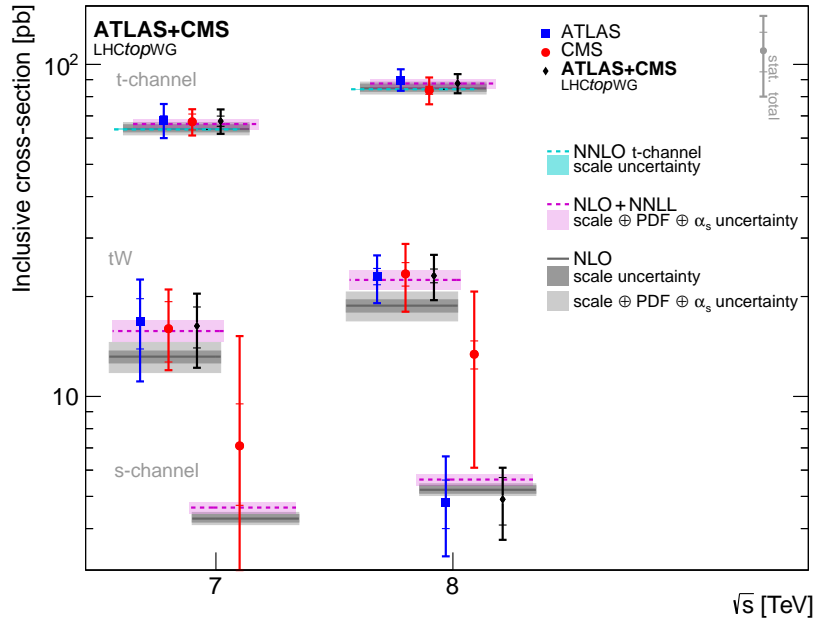 Inclusive cross-section [pb]
ATLAS+CMS
LHCtopWG
t-channel
tW
s-channel
ATLAS
CMS
ATLAS+CMS
LHCtopWG
stat. total
NNLO t-channel
scale uncertainty
NLO + NNLL
scale ⊕ PDF ⊕ αs uncertainty
NLO
scale uncertainty
scale ⊕ PDF ⊕ αs uncertainty
10²
10
7
8
√s [TeV]